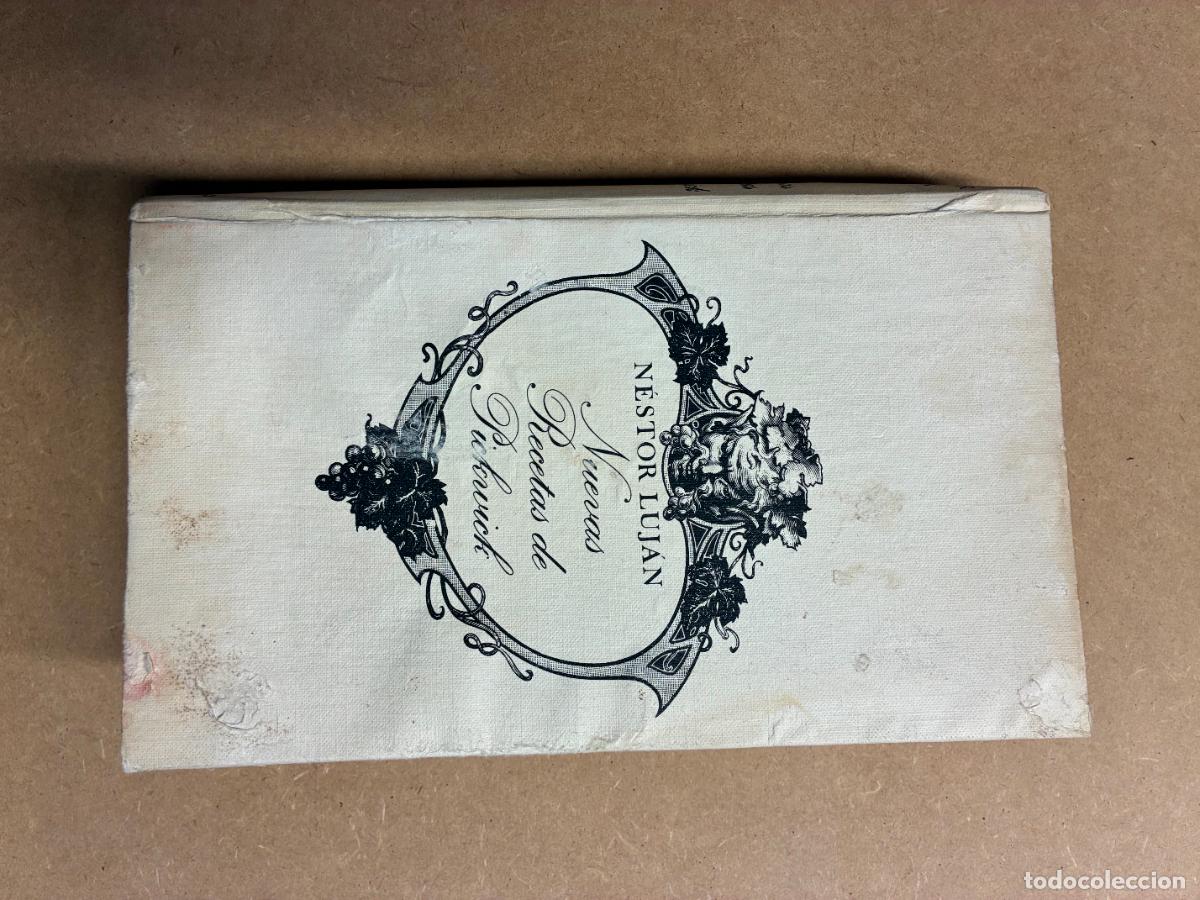 NÉSTOR LUJÁN
Nuevas
Recetas de
Pickwick
todocoleccion